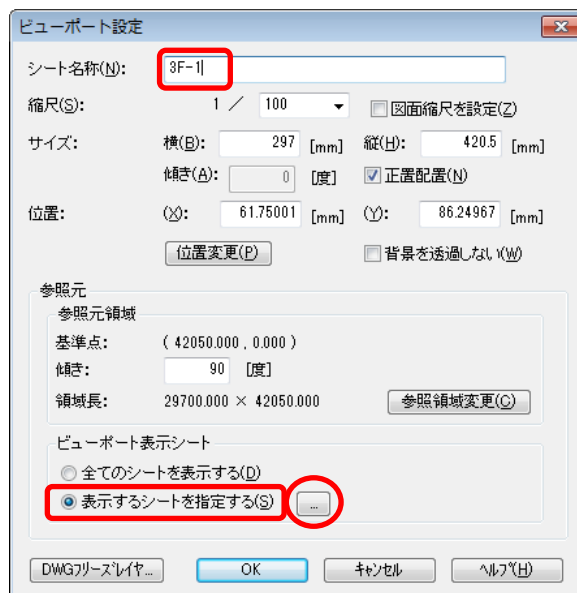 ビューポート設定
シート名称(N): 3F-1
縮尺(S): 1 / 100 図面縮尺を設定(Z)
サイズ: 横(B): 297 [mm] 縦(H): 420.5 [mm]
傾き(A): 0 [度] 正置配置(N)
位置: (X): 61.75001 [mm] (Y): 86.24967 [mm]
位置変更(P) 背景を透過しない(W)
参照元
参照元領域
基準点: ( 42050.000 , 0.000 )
傾き: 90 [度]
領域長: 29700.000 × 42050.000 参照領域変更(C)
ビューポート表示シート
全てのシートを表示する(D)
表示するシートを指定する(S) ...
DWGフリーズレイヤ... OK キャンセル ヘルプ(H)